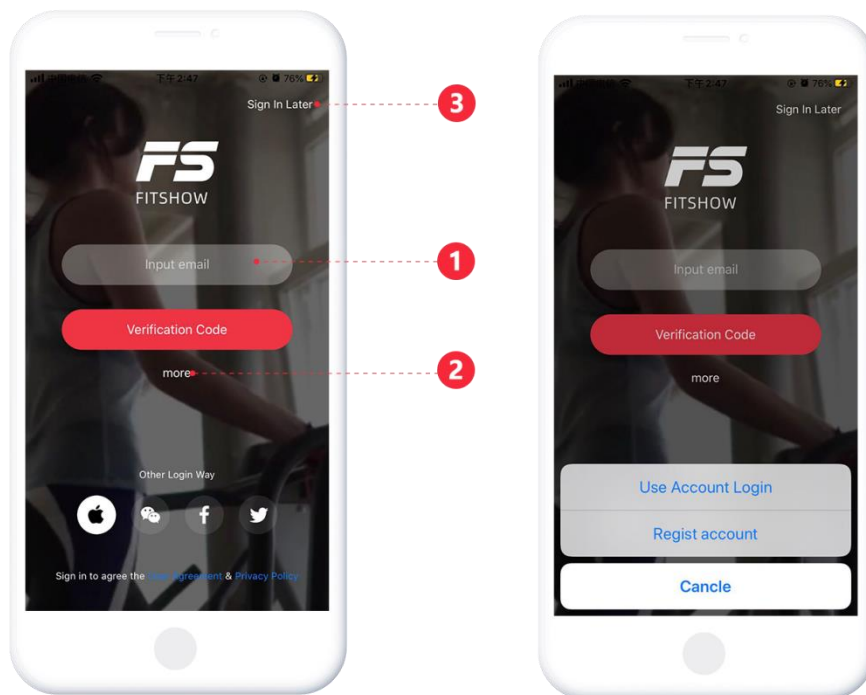 下午2:47
76%
Sign In Later
3
FS
FITSHOW
Input email
1
Verification Code
more
2
Other Login Way
Sign in to agree the User Agreement & Privacy Policy
下午2:47
76%
Sign In Later
FS
FITSHOW
Input email
Verification Code
more
Use Account Login
Regist account
Cancle